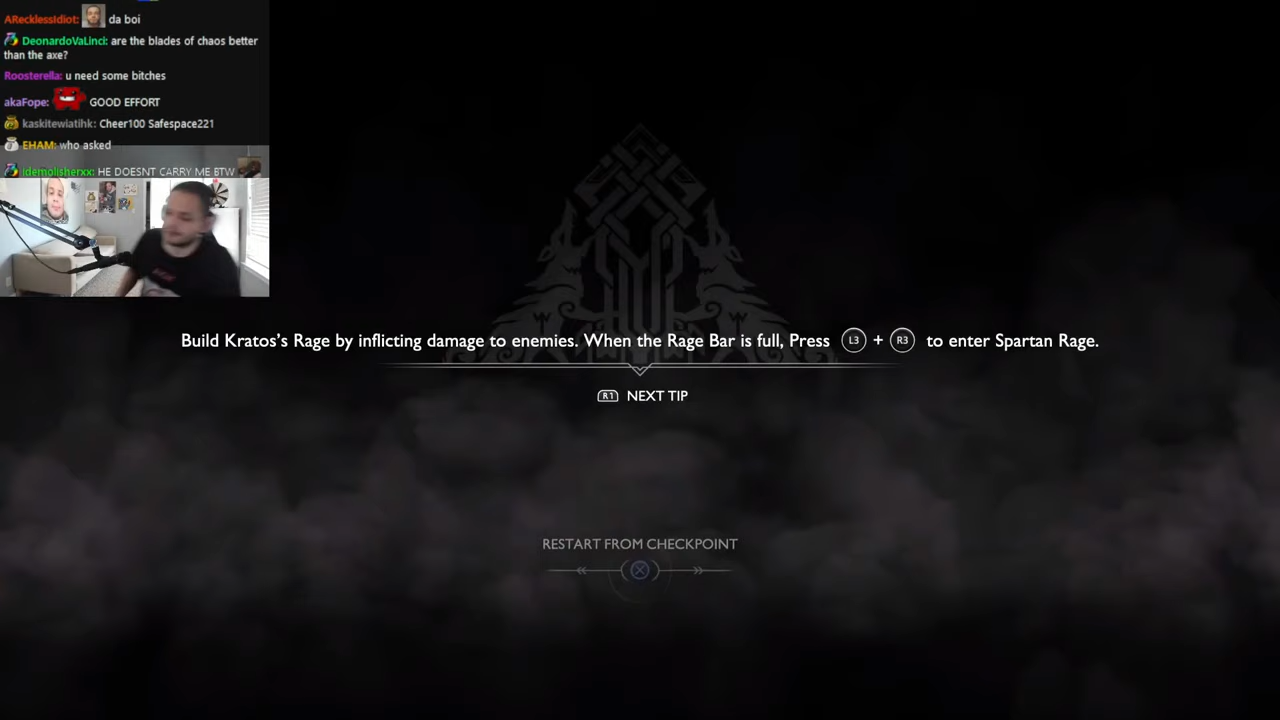 ARecklessIdiot: da boi
DeonardoVaLinci: are the blades of chaos better
than the axe?
Roosterella: u need some bitches
akaFope: GOOD EFFORT
kaskitewiatihk: Cheer100 Safespace221
EHAM: who asked
idemolisherxx: HE DOESNT CARRY ME BTW
Build Kratos's Rage by inflicting damage to enemies. When the Rage Bar is full, Press L3 + R3 to enter Spartan Rage.
R1 NEXT TIP
RESTART FROM CHECKPOINT